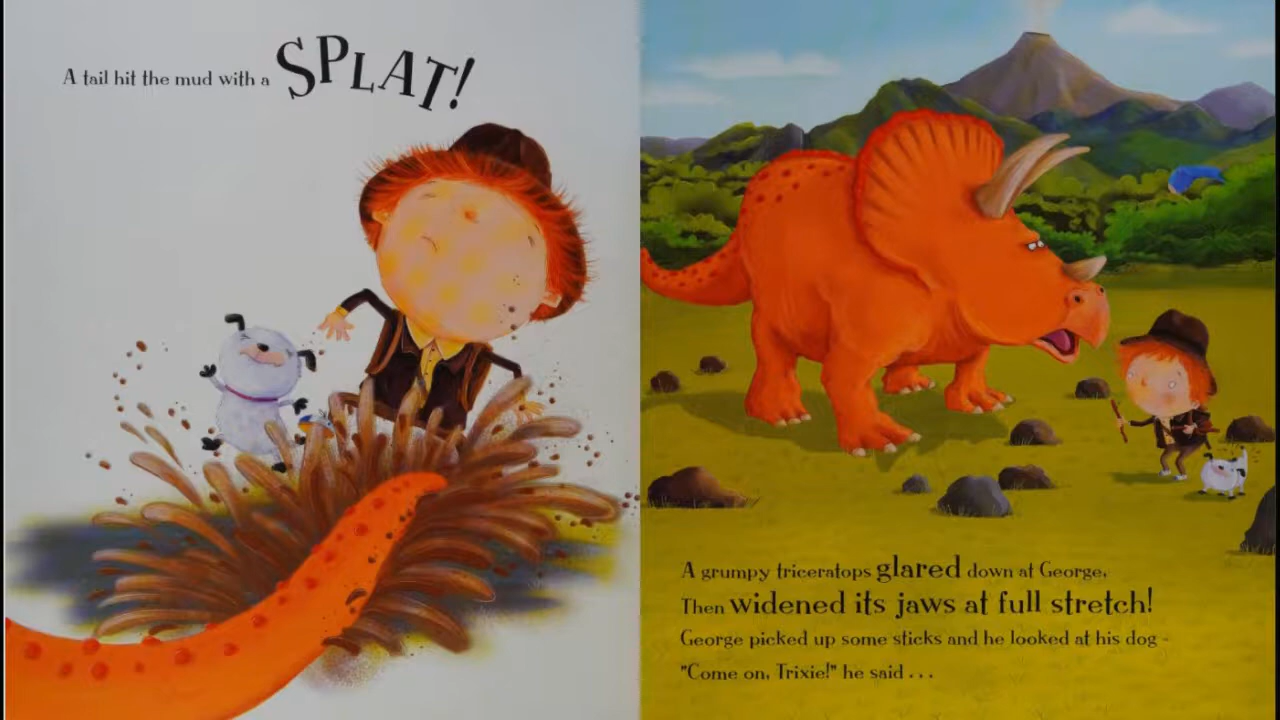 A tail hit the mud with a SPLAT!
A grumpy triceratops glared down at George,
Then widened its jaws at full stretch!
George picked up some sticks and he looked at his dog -
"Come on, Trixie!" he said . . .